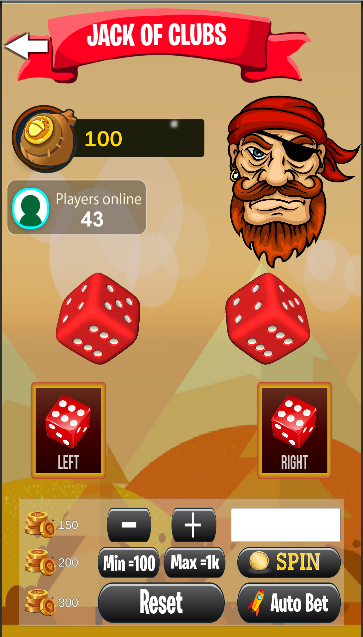 JACK OF CLUBS
100
Players online
43
LEFT
RIGHT
150
- +
200
Min =100
Max =1k
SPIN
300
Reset
Auto Bet